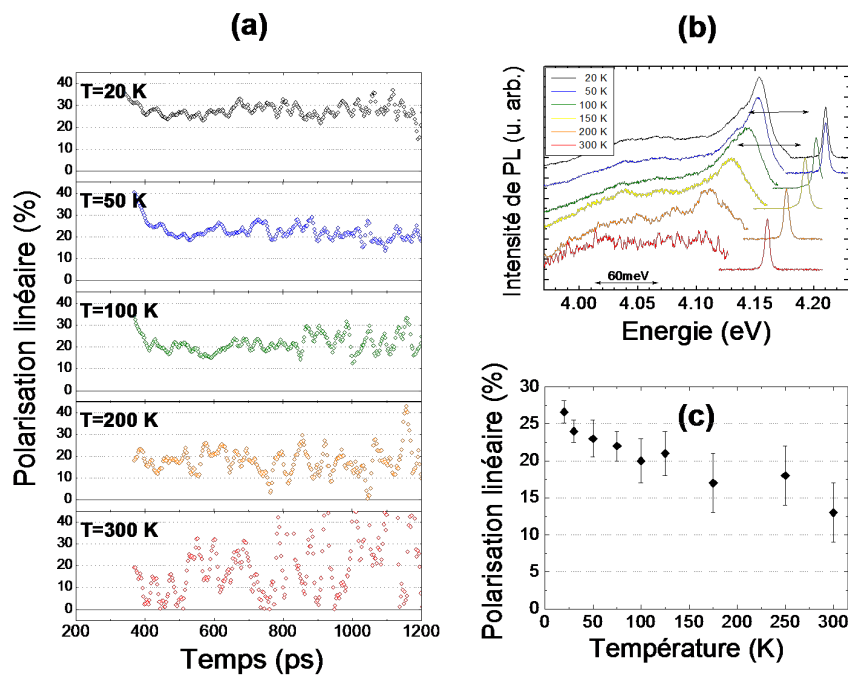 (a)
Polarisation linéaire (%)
T=20 K
40
30
20
10
0
T=50 K
40
30
20
10
0
T=100 K
40
30
20
10
0
T=200 K
40
30
20
10
0
T=300 K
40
30
20
10
0
200 400 600 800 1000 1200
Temps (ps)
(b)
Intensité de PL (u. arb.)
20 K
50 K
100 K
150 K
200 K
300 K
60meV
4.00 4.05 4.10 4.15 4.20
Energie (eV)
(c)
Polarisation linéaire (%)
30
25
20
15
10
5
0
0 50 100 150 200 250 300
Température (K)